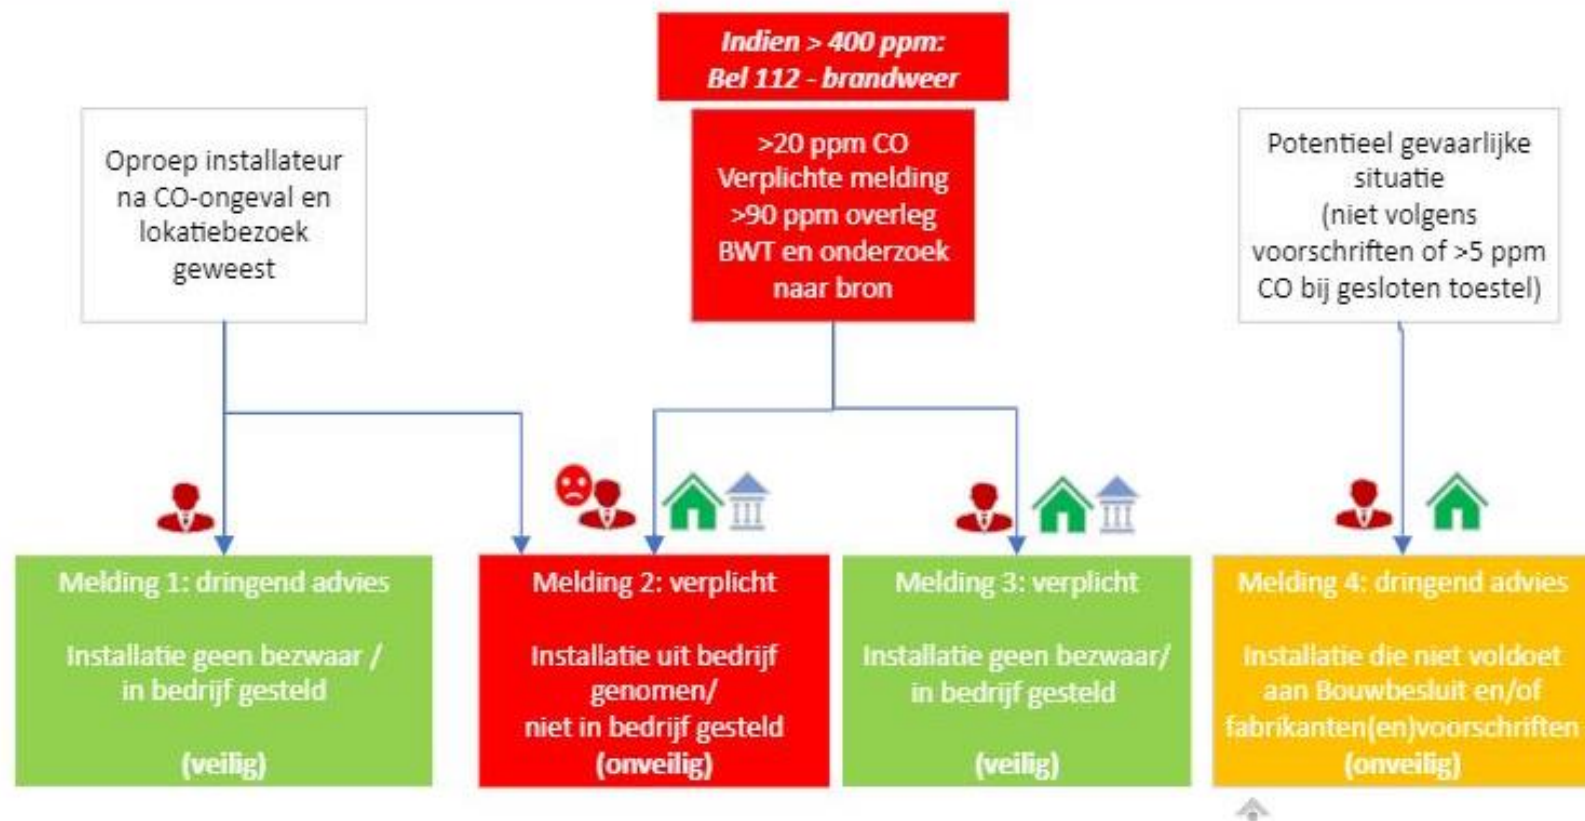 Indien > 400 ppm:
Bel 112 - brandweer
Oproep installateur
na CO-ongeval en
lokatiebezoek
geweest
>20 ppm CO
Verplichte melding
>90 ppm overleg
BWT en onderzoek
naar bron
Potentieel gevaarlijke
situatie
(niet volgens
voorschriften of >5 ppm
CO bij gesloten toestel)
Melding 1: dringend advies
Installatie geen bezwaar /
in bedrijf gesteld
(veilig)
Melding 2: verplicht
Installatie uit bedrijf
genomen/
niet in bedrijf gesteld
(onveilig)
Melding 3: verplicht
Installatie geen bezwaar/
in bedrijf gesteld
(veilig)
Melding 4: dringend advies
Installatie die niet voldoet
aan Bouwbesluit en/of
fabrikanten(en)voorschriften
(onveilig)